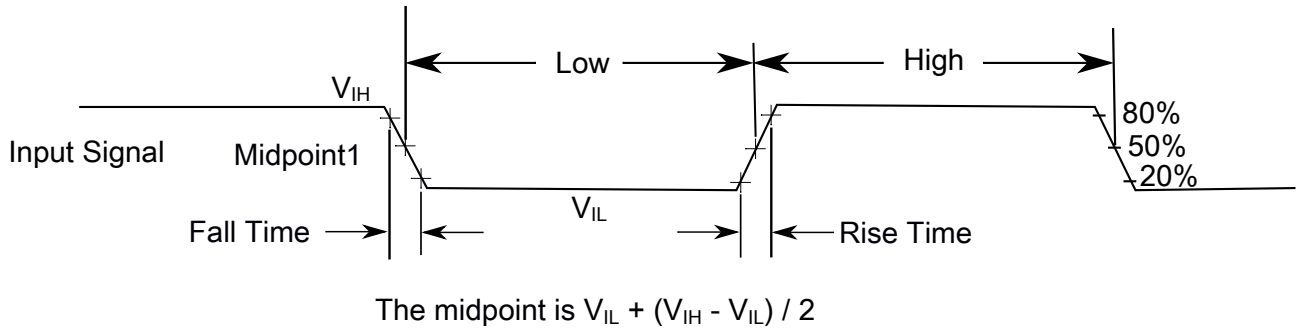 Low
High
VIH
80%
Input Signal
Midpoint1
50%
20%
VIL
Fall Time
Rise Time
The midpoint is VIL + (VIH - VIL) / 2